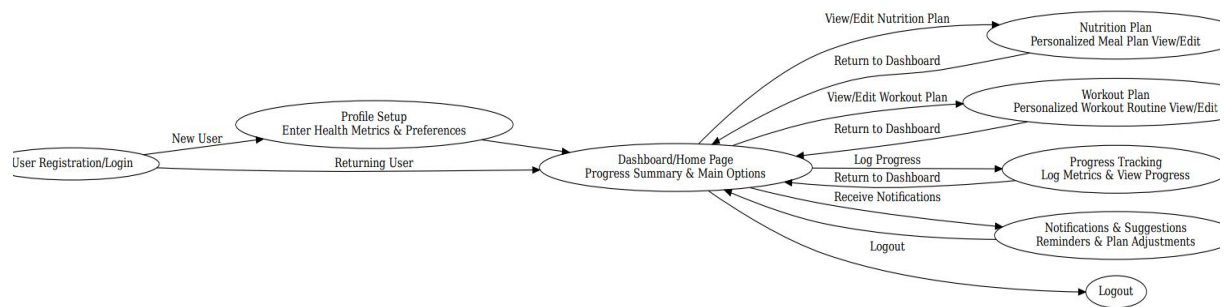 View/Edit Nutrition Plan
Nutrition Plan
Personalized Meal Plan View/Edit
Return to Dashboard
View/Edit Workout Plan
Workout Plan
Personalized Workout Routine View/Edit
Return to Dashboard
Profile Setup
Enter Health Metrics & Preferences
New User
User Registration/Login
Returning User
Dashboard/Home Page
Progress Summary & Main Options
Log Progress
Return to Dashboard
Progress Tracking
Log Metrics & View Progress
Receive Notifications
Notifications & Suggestions
Reminders & Plan Adjustments
Logout
Logout